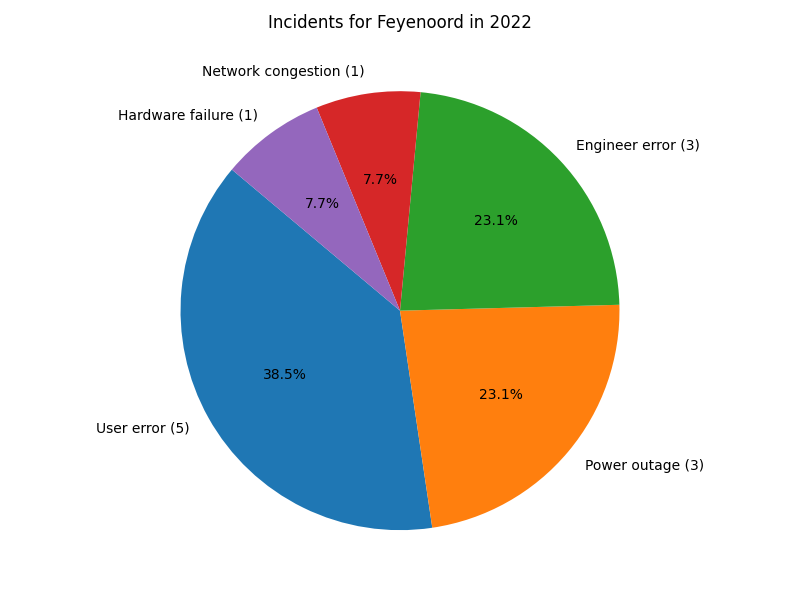 Incidents for Feyenoord in 2022
Network congestion (1)
Hardware failure (1)
Engineer error (3)
7.7%
7.7%
23.1%
38.5%
23.1%
User error (5)
Power outage (3)